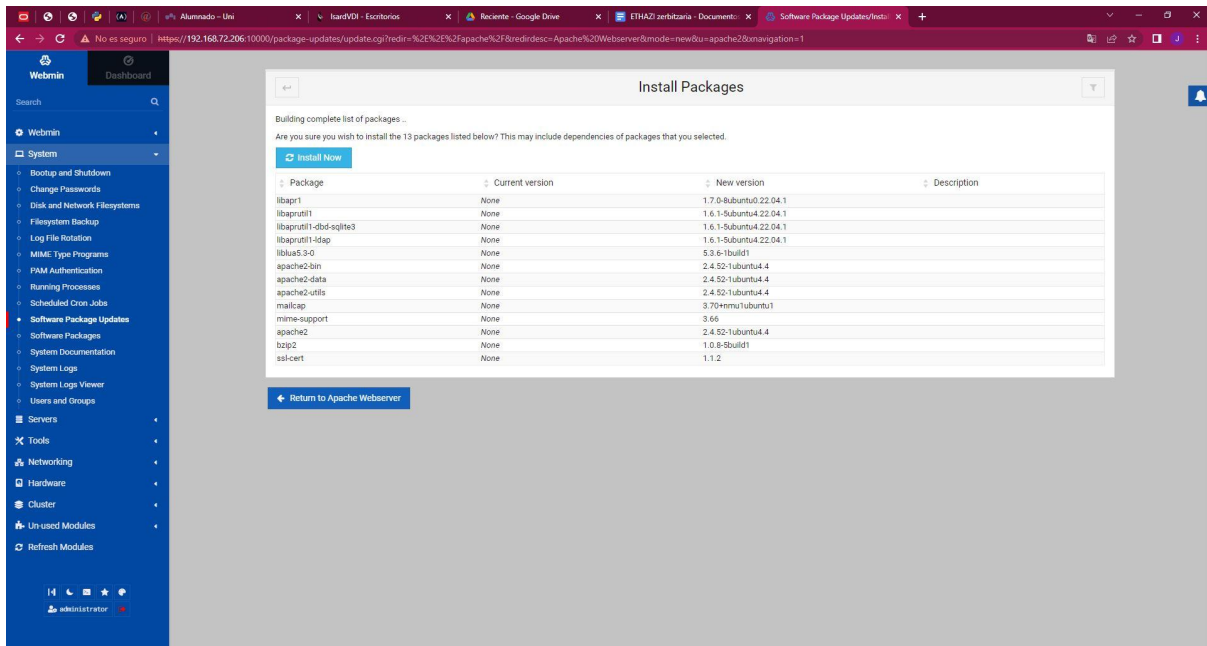 Alumnado – Uni
IsardVDI - Escritorios
Reciente - Google Drive
ETHAZI zerbitzaria - Documento
Software Package Updates/Instal
No es seguro https://192.168.72.206:10000/package-updates/update.cgi?redir=%2E%2E%2Fapache%2F&redirdesc=Apache%20Webserver&mode=new&u=apache2&xnavigation=1
Webmin
Dashboard
Search
Webmin
System
Bootup and Shutdown
Change Passwords
Disk and Network Filesystems
Filesystem Backup
Log File Rotation
MIME Type Programs
PAM Authentication
Running Processes
Scheduled Cron Jobs
Software Package Updates
Software Packages
System Documentation
System Logs
System Logs Viewer
Users and Groups
Servers
Tools
Networking
Hardware
Cluster
Un-used Modules
Refresh Modules
administrator
Install Packages
Building complete list of packages ..
Are you sure you wish to install the 13 packages listed below? This may include dependencies of packages that you selected.
Install Now
Package Current version New version Description
libapr1 None 1.7.0-8ubuntu0.22.04.1
libaprutil1 None 1.6.1-5ubuntu4.22.04.1
libaprutil1-dbd-sqlite3 None 1.6.1-5ubuntu4.22.04.1
libaprutil1-ldap None 1.6.1-5ubuntu4.22.04.1
liblua5.3-0 None 5.3.6-1build1
apache2-bin None 2.4.52-1ubuntu4.4
apache2-data None 2.4.52-1ubuntu4.4
apache2-utils None 2.4.52-1ubuntu4.4
mailcap None 3.70+nmu1ubuntu1
mime-support None 3.66
apache2 None 2.4.52-1ubuntu4.4
bzip2 None 1.0.8-5build1
ssl-cert None 1.1.2
Return to Apache Webserver